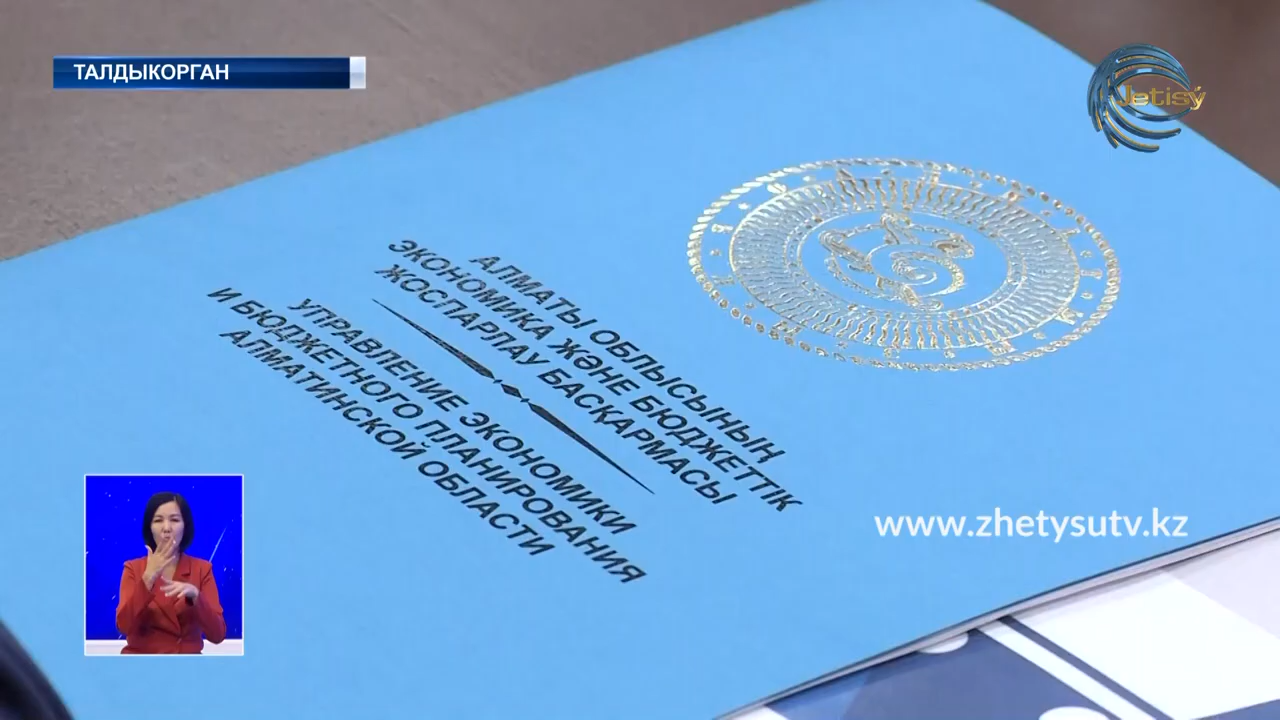 ТАЛДЫКОРГАН
Jetisý
АЛМАТЫ ОБЛЫСЫНЫҢ
ЭКОНОМИКА ЖӘНЕ БЮДЖЕТТІК
ЖОСПАРЛАУ БАСҚАРМАСЫ
УПРАВЛЕНИЕ ЭКОНОМИКИ
И БЮДЖЕТНОГО ПЛАНИРОВАНИЯ
АЛМАТИНСКОЙ ОБЛАСТИ
www.zhetysutv.kz